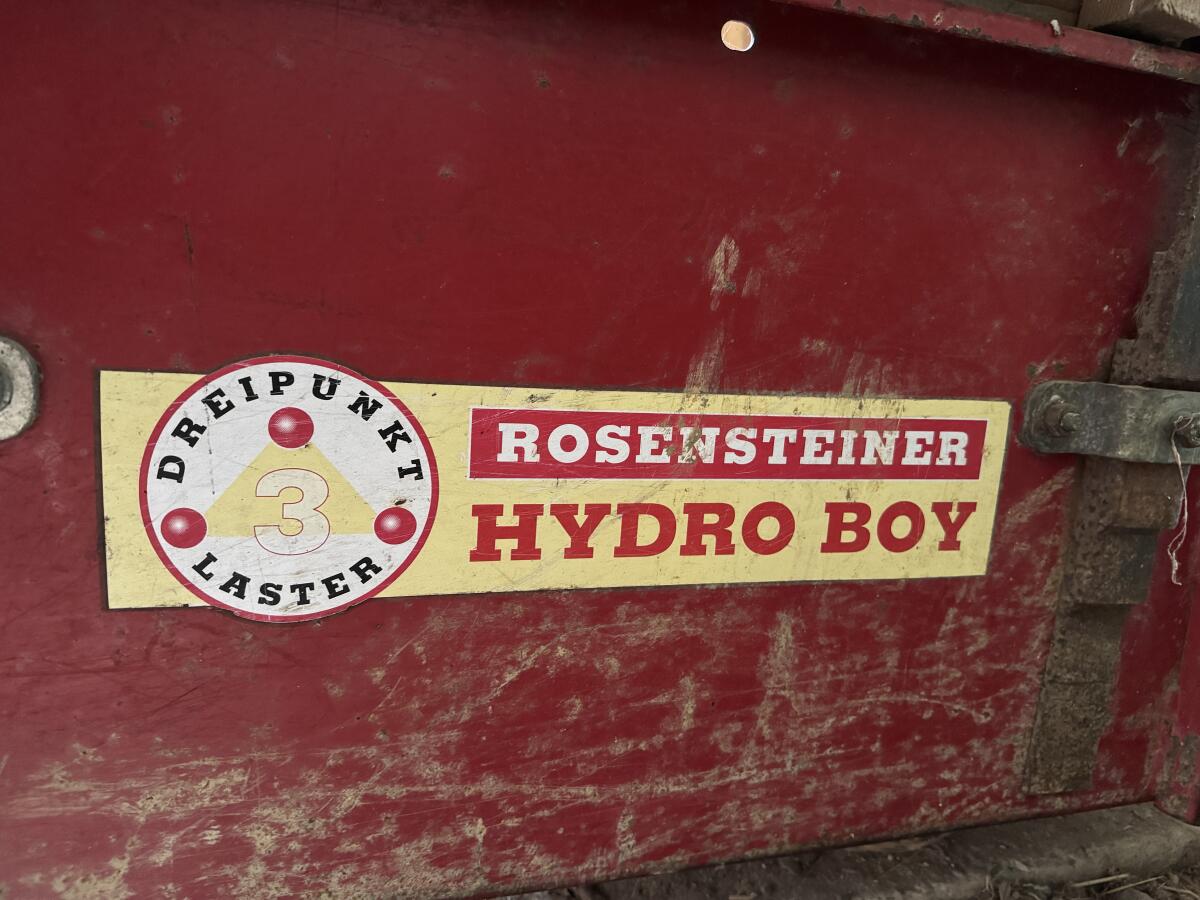 DREIPUNKT
3
LASTER
ROSENSTEINER
HYDRO BOY